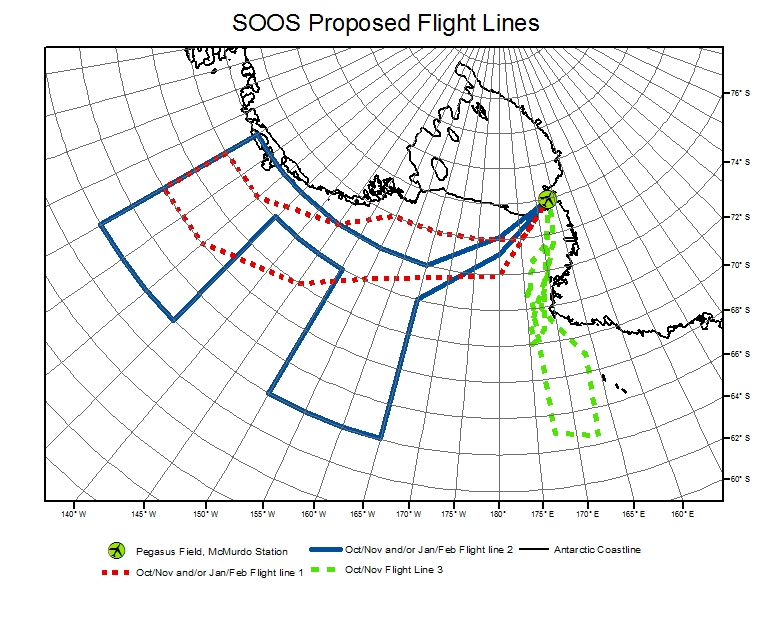 SOOS Proposed Flight Lines
76° S
74° S
72° S
70° S
68° S
66° S
64° S
62° S
60° S
140° W 145° W 150° W 155° W 160° W 165° W 170° W 175° W 180° 175° E 170° E 165° E 160° E
Pegasus Field, McMurdo Station Oct/Nov and/or Jan/Feb Flight line 2 Antarctic Coastline
Oct/Nov and/or Jan/Feb Flight line 1 Oct/Nov Flight Line 3